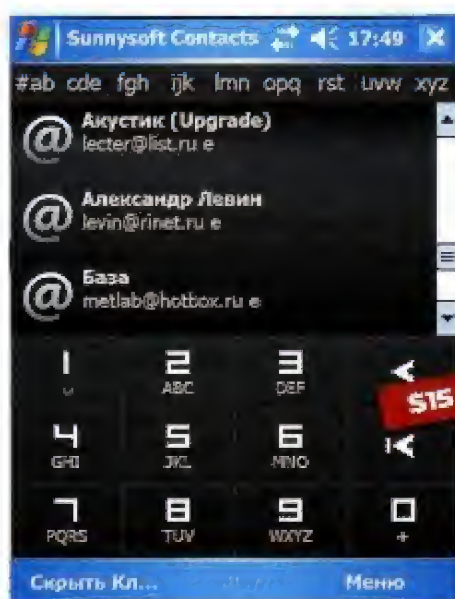 Sunnysoft Contacts 17:49
#ab cde fgh ijk lmn opq rst uvw xyz
Акустик (Upgrade)
lecter@list.ru e
Александр Левин
levin@rinet.ru e
База
metlab@hotbox.ru e
1 2 3
ABC DEF
$15
4 5 6
GHI JKL MNO
7 8 9 0
PQRS TUV WXYZ +
Скрыть Кл... Меню